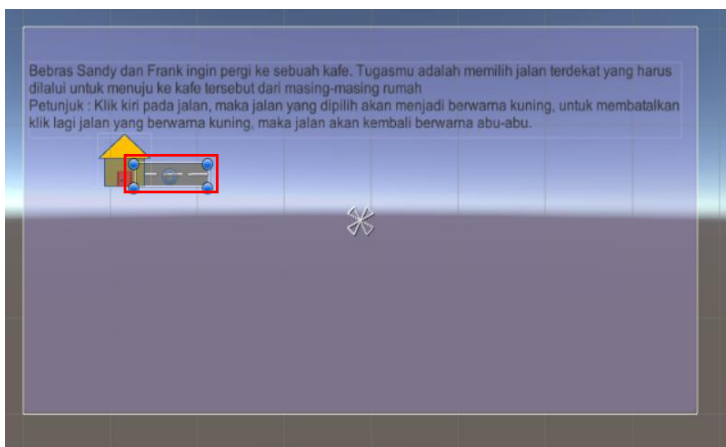 Bebras Sandy dan Frank ingin pergi ke sebuah kafe. Tugasmu adalah memilih jalan terdekat yang harus
dilalui untuk menuju ke kafe tersebut dari masing-masing rumah
Petunjuk : Klik kiri pada jalan, maka jalan yang dipilih akan menjadi berwarna kuning, untuk membatalkan
klik lagi jalan yang berwarna kuning, maka jalan akan kembali berwarna abu-abu.